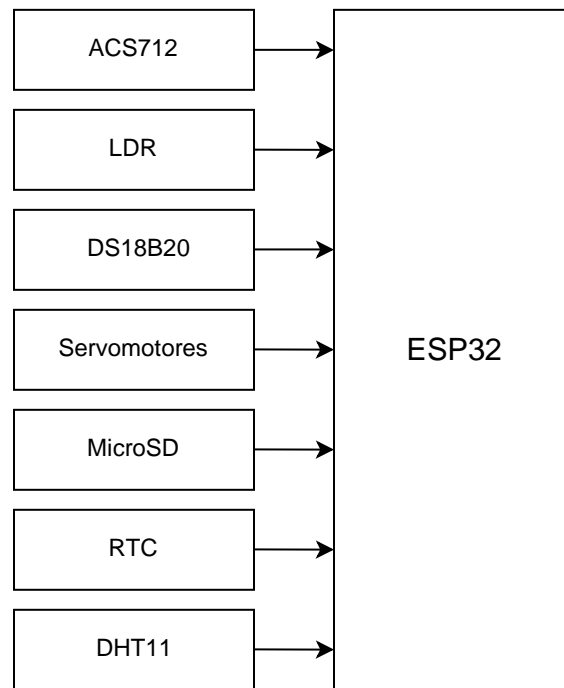 ACS712
LDR
DS18B20
Servomotores
ESP32
MicroSD
RTC
DHT11